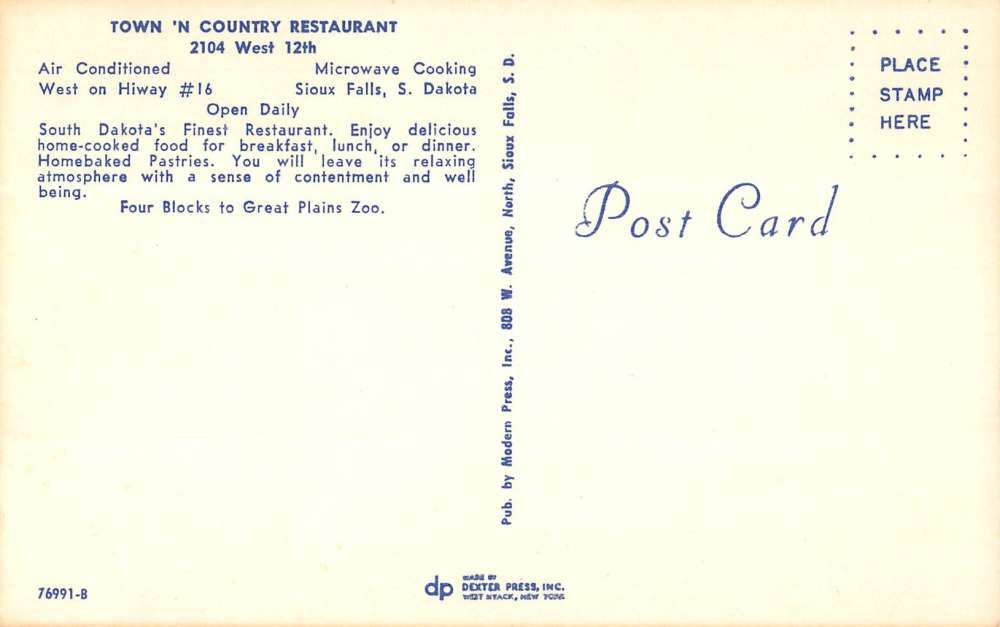 TOWN 'N COUNTRY RESTAURANT
2104 West 12th
Air Conditioned Microwave Cooking
West on Hiway #16 Sioux Falls, S. Dakota
Open Daily
South Dakota's Finest Restaurant. Enjoy delicious
home-cooked food for breakfast, lunch, or dinner.
Homebaked Pastries. You will leave its relaxing
atmosphere with a sense of contentment and well
being.
Four Blocks to Great Plains Zoo.
76991-B
Pub. by Modern Press, Inc., 808 W. Avenue, North, Sioux Falls, S. D.
dp
MADE BY
DEXTER PRESS, INC.
WEST NYACK, NEW YORK
PLACE
STAMP
HERE
Post Card